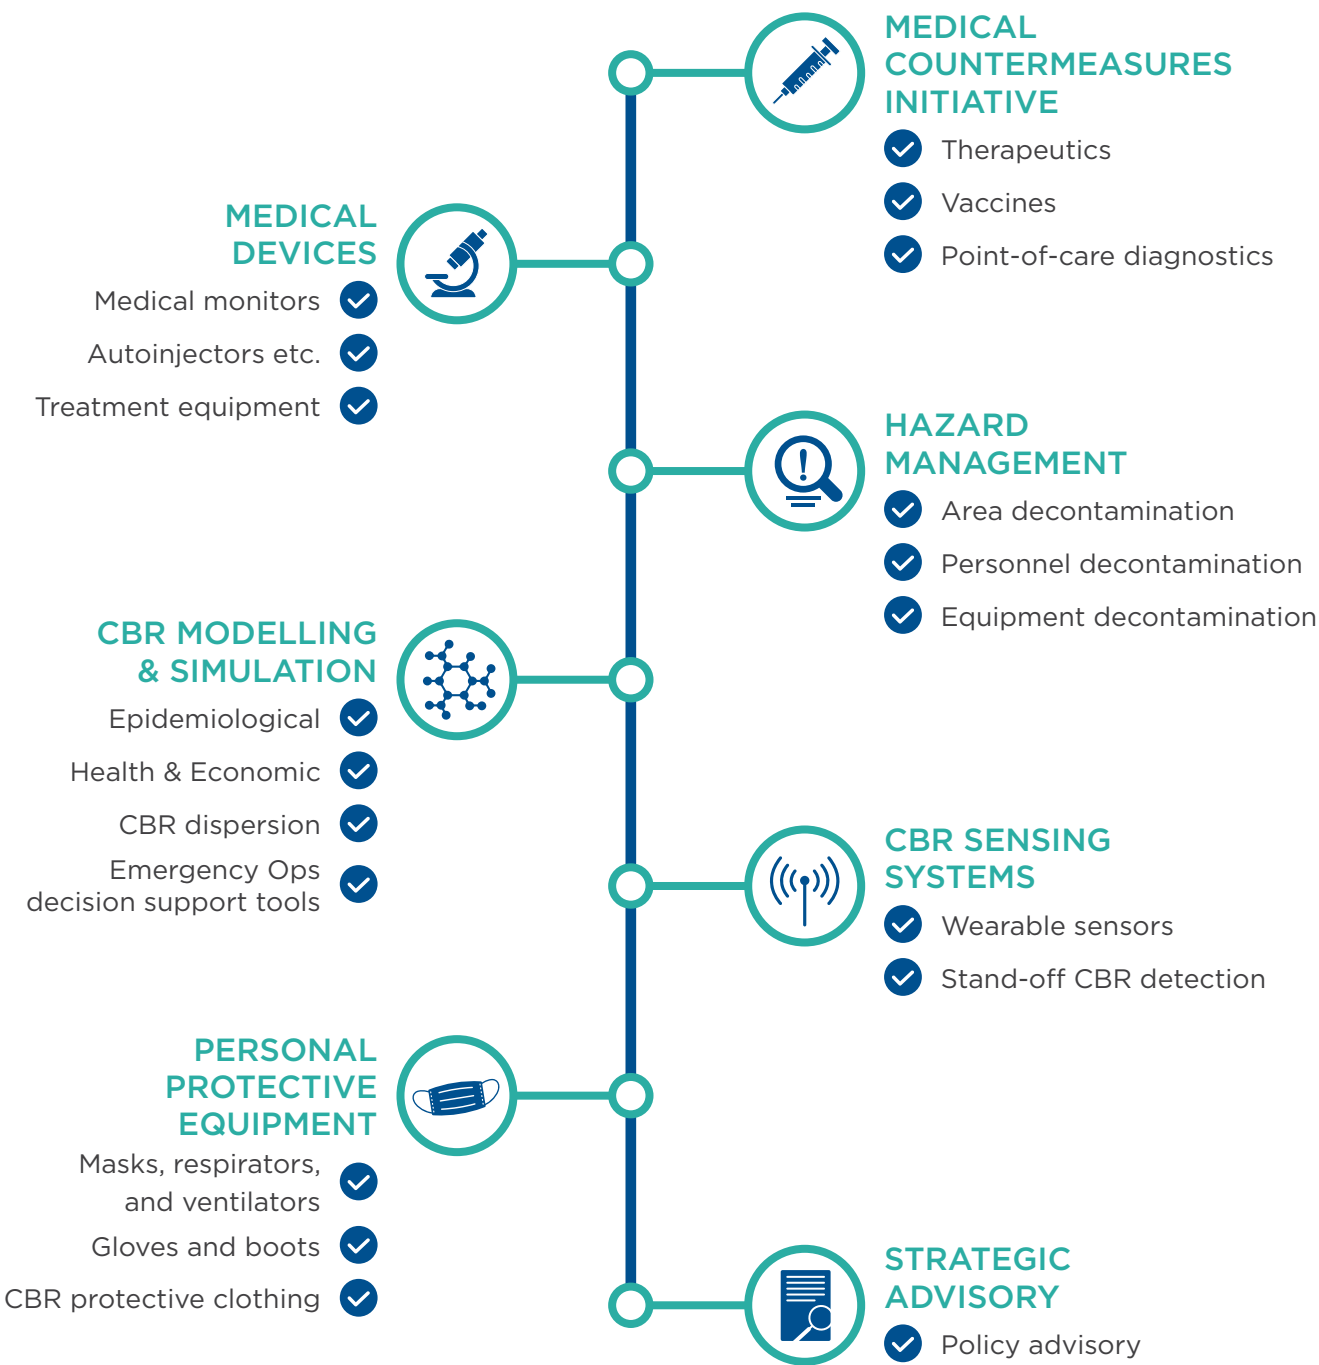 MEDICAL
COUNTERMEASURES
INITIATIVE
Therapeutics
Vaccines
Point-of-care diagnostics
MEDICAL
DEVICES
Medical monitors
Autoinjectors etc.
Treatment equipment
HAZARD
MANAGEMENT
Area decontamination
Personnel decontamination
Equipment decontamination
CBR MODELLING
& SIMULATION
Epidemiological
Health & Economic
CBR dispersion
Emergency Ops
decision support tools
CBR SENSING
SYSTEMS
Wearable sensors
Stand-off CBR detection
PERSONAL
PROTECTIVE
EQUIPMENT
Masks, respirators,
and ventilators
Gloves and boots
CBR protective clothing
STRATEGIC
ADVISORY
Policy advisory